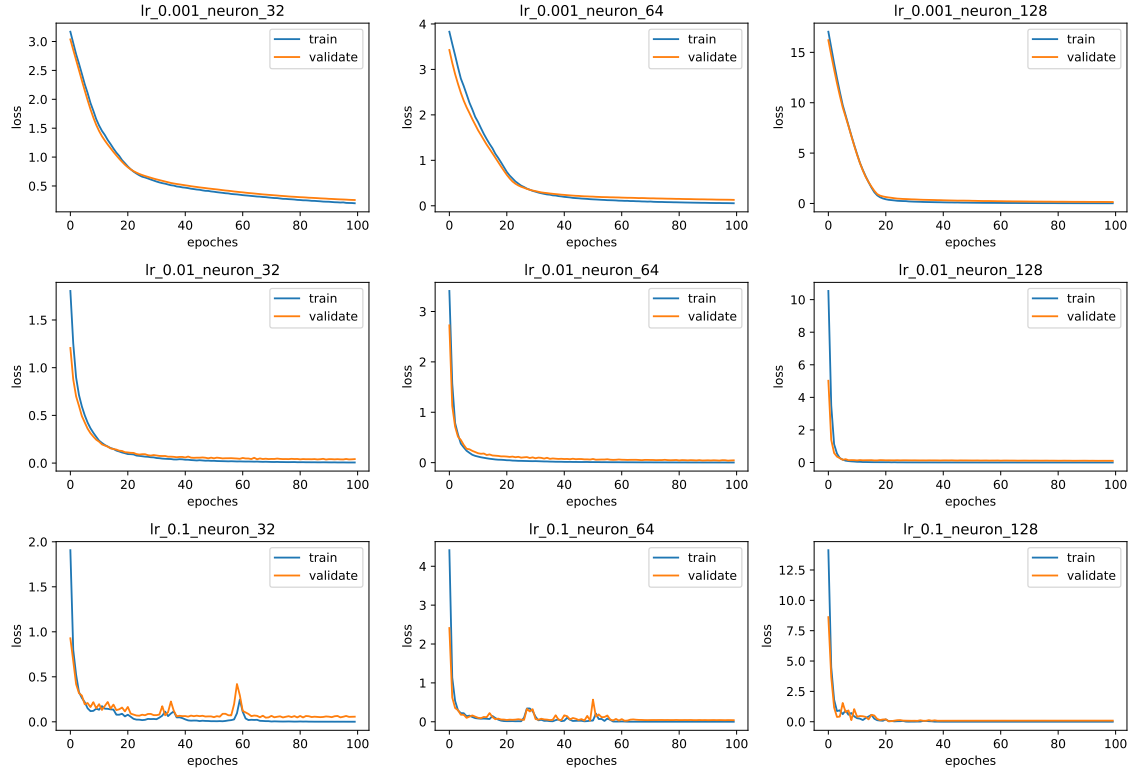 lr_0.001_neuron_32
train
validate
3.0
2.5
2.0
1.5
1.0
0.5
loss
0 20 40 60 80 100
epoches
lr_0.001_neuron_64
train
validate
4
3
2
1
0
loss
0 20 40 60 80 100
epoches
lr_0.001_neuron_128
train
validate
15
10
5
0
loss
0 20 40 60 80 100
epoches
lr_0.01_neuron_32
train
validate
1.5
1.0
0.5
0.0
loss
0 20 40 60 80 100
epoches
lr_0.01_neuron_64
train
validate
3
2
1
0
loss
0 20 40 60 80 100
epoches
lr_0.01_neuron_128
train
validate
10
8
6
4
2
0
loss
0 20 40 60 80 100
epoches
lr_0.1_neuron_32
train
validate
2.0
1.5
1.0
0.5
0.0
loss
0 20 40 60 80 100
epoches
lr_0.1_neuron_64
train
validate
4
3
2
1
0
loss
0 20 40 60 80 100
epoches
lr_0.1_neuron_128
train
validate
12.5
10.0
7.5
5.0
2.5
0.0
loss
0 20 40 60 80 100
epoches